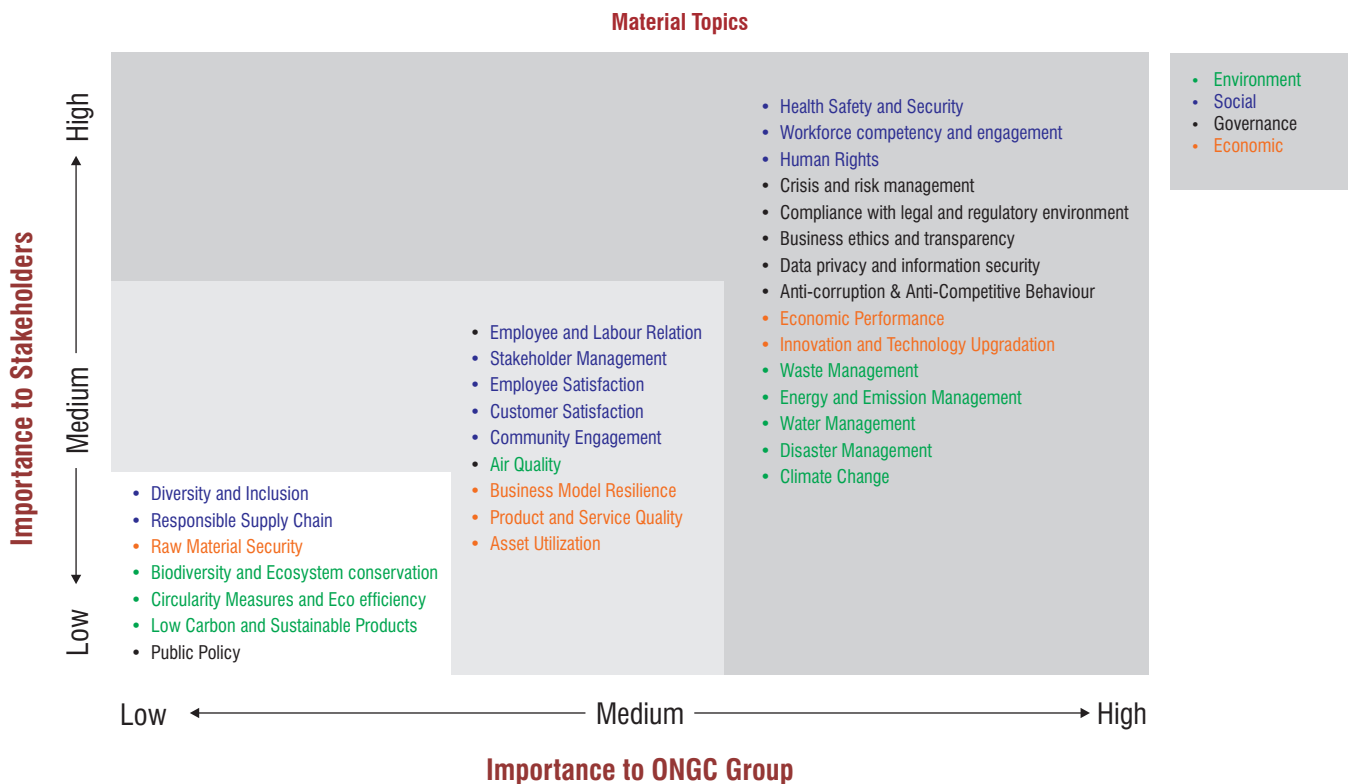 Material Topics
High
Medium
Low
Importance to Stakeholders
• Health Safety and Security
• Workforce competency and engagement
• Human Rights
• Crisis and risk management
• Compliance with legal and regulatory environment
• Business ethics and transparency
• Data privacy and information security
• Anti-corruption & Anti-Competitive Behaviour
• Economic Performance
• Innovation and Technology Upgradation
• Waste Management
• Energy and Emission Management
• Water Management
• Disaster Management
• Climate Change
• Environment
• Social
• Governance
• Economic
• Employee and Labour Relation
• Stakeholder Management
• Employee Satisfaction
• Customer Satisfaction
• Community Engagement
• Air Quality
• Business Model Resilience
• Product and Service Quality
• Asset Utilization
• Diversity and Inclusion
• Responsible Supply Chain
• Raw Material Security
• Biodiversity and Ecosystem conservation
• Circularity Measures and Eco efficiency
• Low Carbon and Sustainable Products
• Public Policy
Low
Medium
High
Importance to ONGC Group